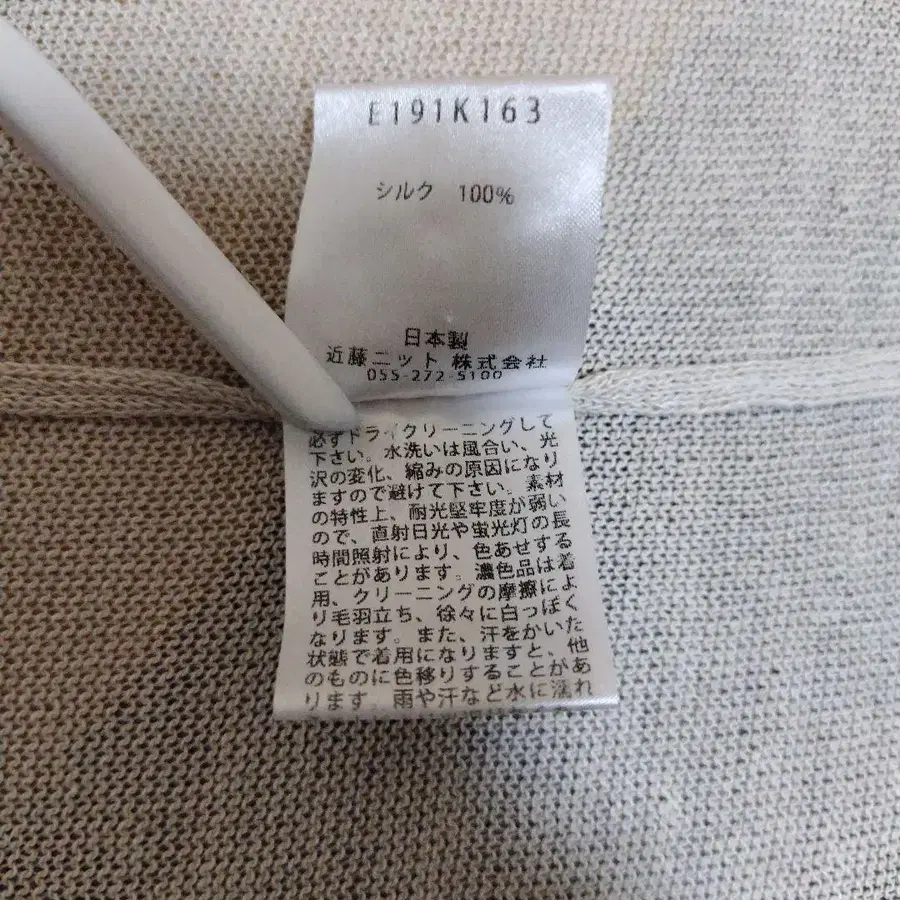 E191K163
シルク 100%
日本製
近藤ニット 株式会社
055-272-5100
必ずドライクリーニングして
下さい。水洗いは風合い、光
沢の変化、縮みの原因になり
ますので避けて下さい。素材
の特性上、耐光堅牢度が弱い
ので、直射日光や蛍光灯の長
時間照射により、色あせする
ことがあります。濃色品は着
用、クリーニングの摩擦によ
り毛羽立ち、徐々に白っぽく
なります。また、汗をかいた
状態で着用になりますと、他
のものに色移りすることがあ
ります。雨や汗など水に濡れ